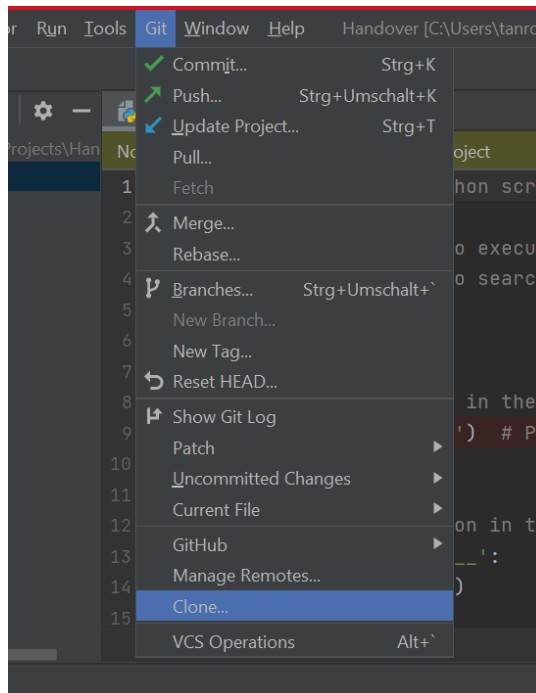 or Run Tools Git Window Help Handover [C:\Users\tanro
Commit... Strg+K
Push... Strg+Umschalt+K
Update Project... Strg+T
Projects\Han No oject
Pull...
1 hon scr
Fetch
2 Merge...
3 Rebase... o execu
4 Branches... Strg+Umschalt+` o searc
5 New Branch...
6 New Tag...
7 Reset HEAD...
8 in the
Show Git Log
9 ') # P
Patch
10 Uncommitted Changes
11 Current File
12 on in t
GitHub
13 __':
Manage Remotes...
14 )
Clone...
15
VCS Operations Alt+`